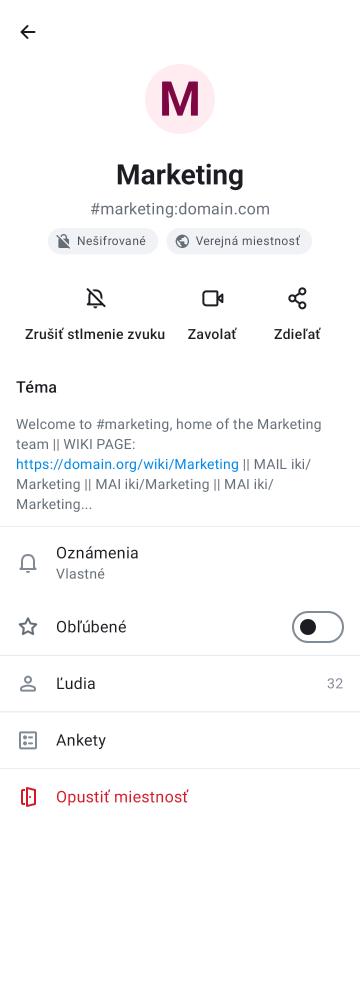 M
Marketing
#marketing:domain.com
Nešifrované
Verejná miestnosť
Zrušiť stlmenie zvuku
Zavolať
Zdieľať
Téma
Welcome to #marketing, home of the Marketing
team || WIKI PAGE:
https://domain.org/wiki/Marketing || MAIL iki/
Marketing || MAI iki/Marketing || MAI iki/
Marketing...
Oznámenia
Vlastné
Obľúbené
Ľudia
32
Ankety
Opustiť miestnosť